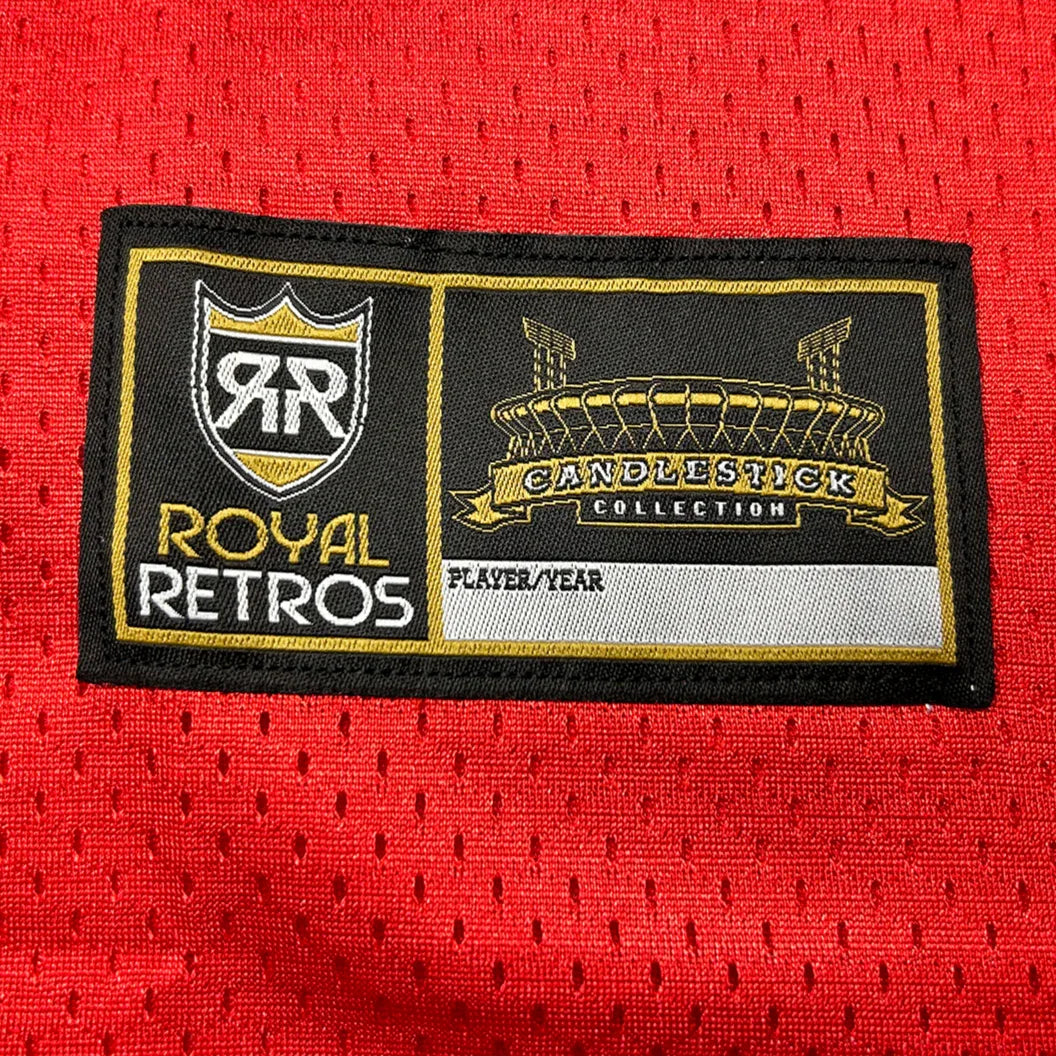 RR
ROYAL
RETROS
CANDLESTICK
COLLECTION
PLAYER/YEAR